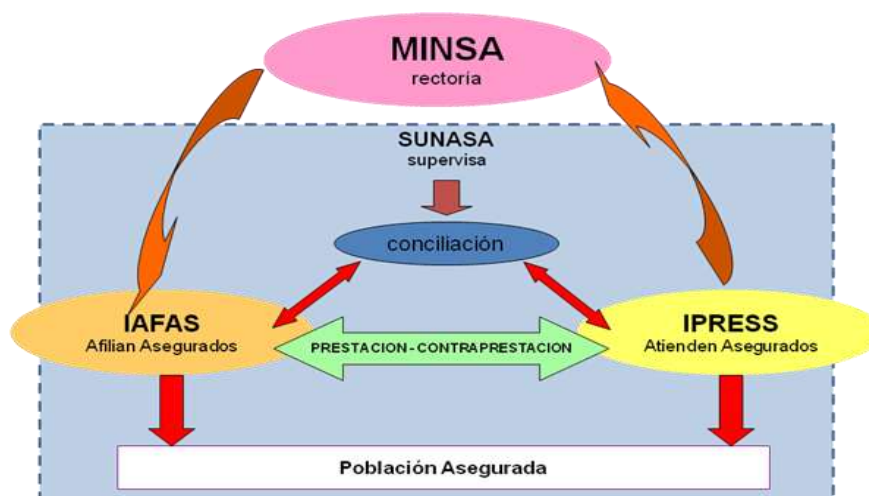 MINSA
rectoría
SUNASA
supervisa
conciliación
IAFAS
Afilian Asegurados
PRESTACION - CONTRAPRESTACION
IPRESS
Atienden Asegurados
Población Asegurada